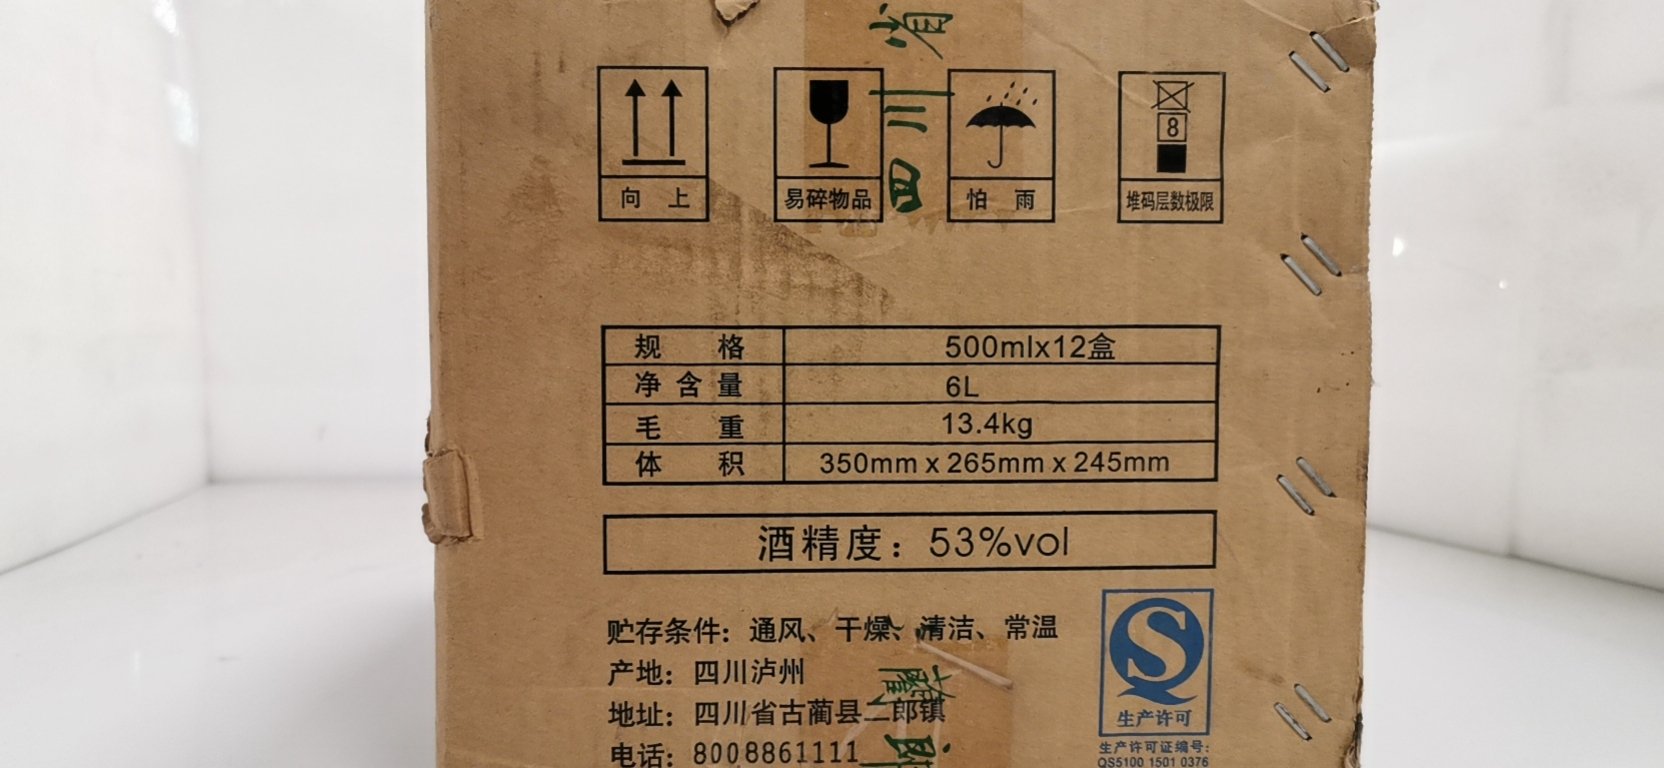 四川省
向 上
易碎物品
怕 雨
8
堆码层数极限
规 格 500mlx12盒
净含量 6L
毛 重 13.4kg
体 积 350mm x 265mm x 245mm
酒精度：53%vol
贮存条件：通风、干燥、清洁、常温
产地：四川泸州
地址：四川省古蔺县二郎镇
电话：8008861111
生产许可
生产许可证编号：
QS5100 1501 0376